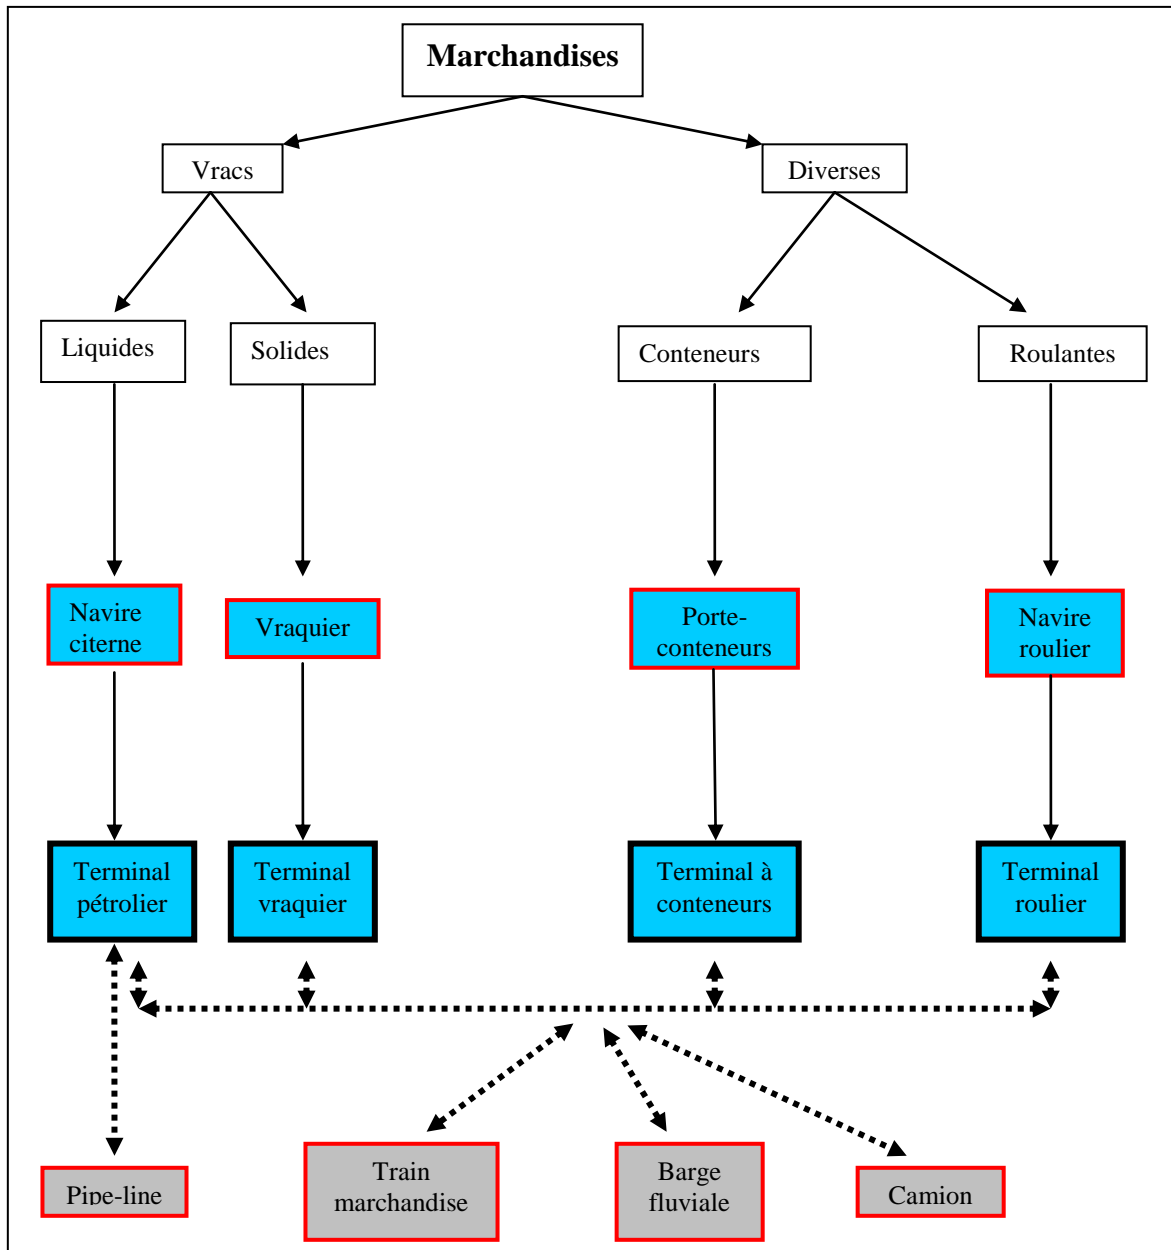 Marchandises
Vracs
Diverses
Liquides
Solides
Conteneurs
Roulantes
Navire
citerne
Vraquier
Porte-
conteneurs
Navire
roulier
Terminal
pétrolier
Terminal
vraquier
Terminal à
conteneurs
Terminal
roulier
Pipe-line
Train
marchandise
Barge
fluviale
Camion